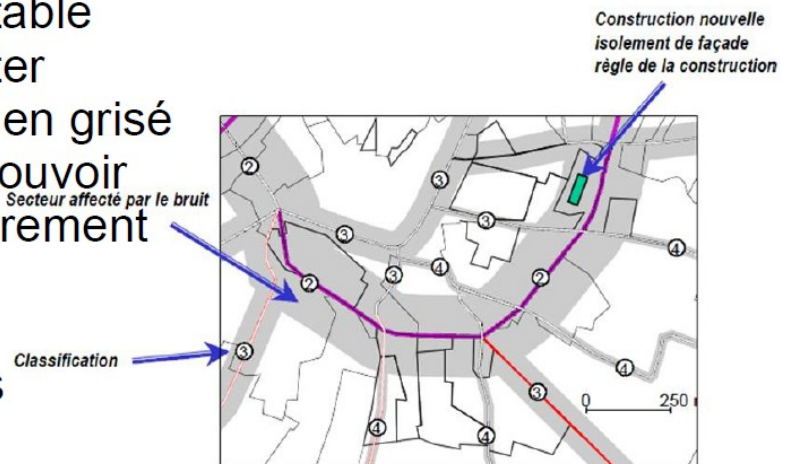 table
ter
en grisé
ouvoir
rement
s
Construction nouvelle
isolement de façade
règle de la construction
Secteur affecté par le bruit
Classification
2
3
3
3
4
2
3
4
2
3
4
3
4
4
0 250